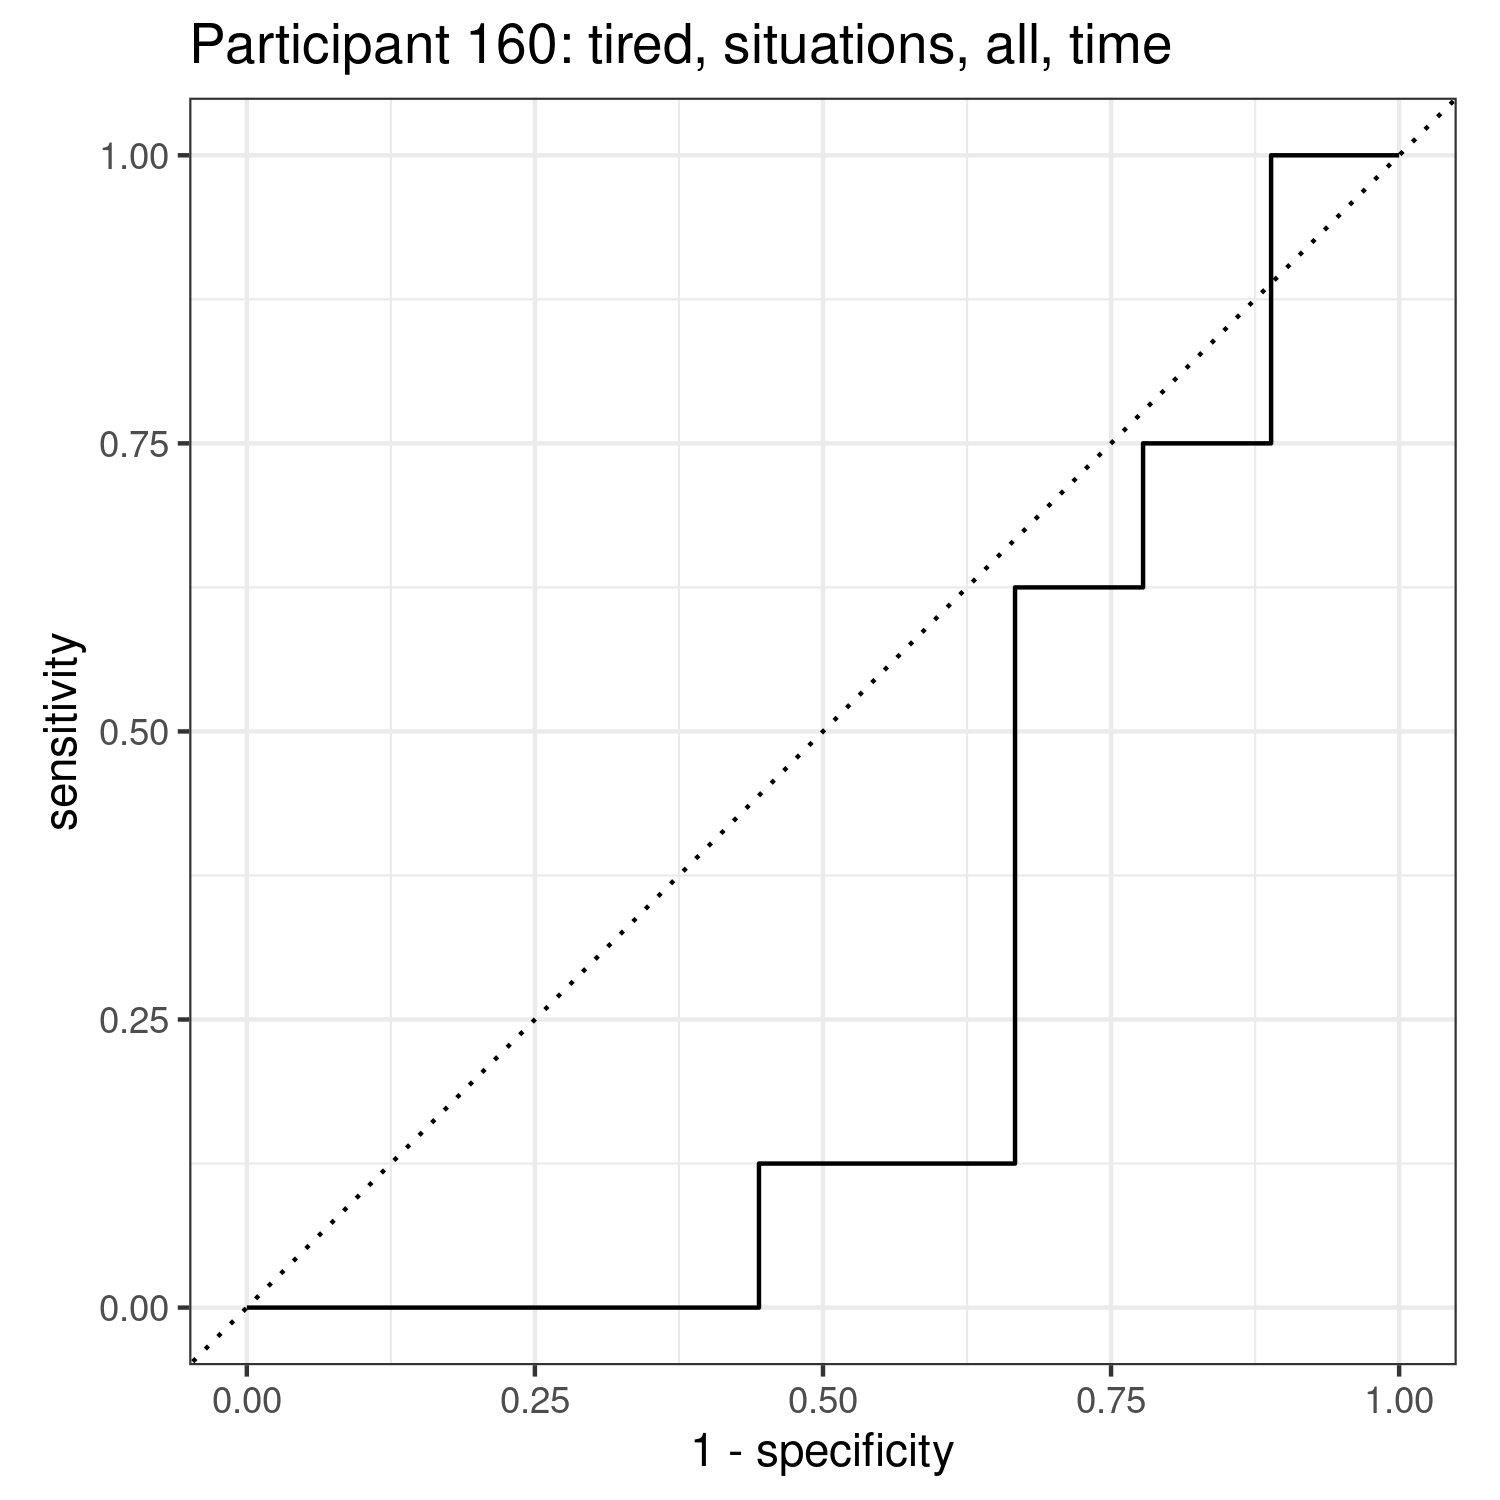 Participant 160: tired, situations, all, time
1.00
0.75
0.50
0.25
0.00
sensitivity
0.00 0.25 0.50 0.75 1.00
1 - specificity